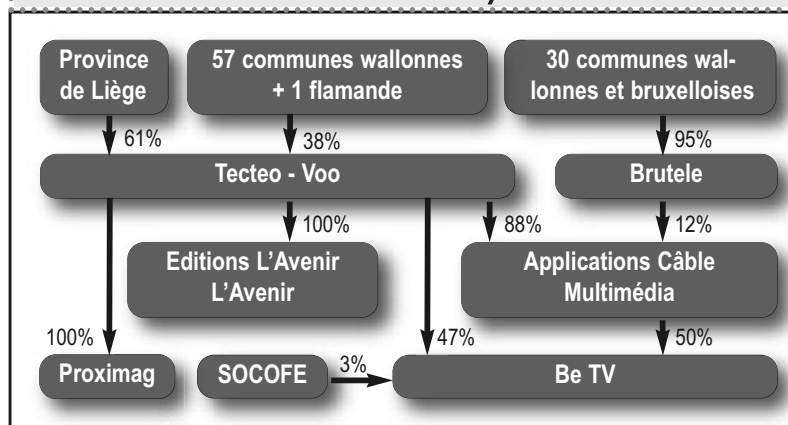 Province
de Liège
57 communes wallonnes
+ 1 flamande
30 communes wal-
lonnes et bruxelloises
61%
38%
95%
Tecteo - Voo
Brutele
100%
88%
12%
Editions L'Avenir
L'Avenir
Applications Câble
Multimédia
100%
47%
50%
Proximag
SOCOFE
3%
Be TV